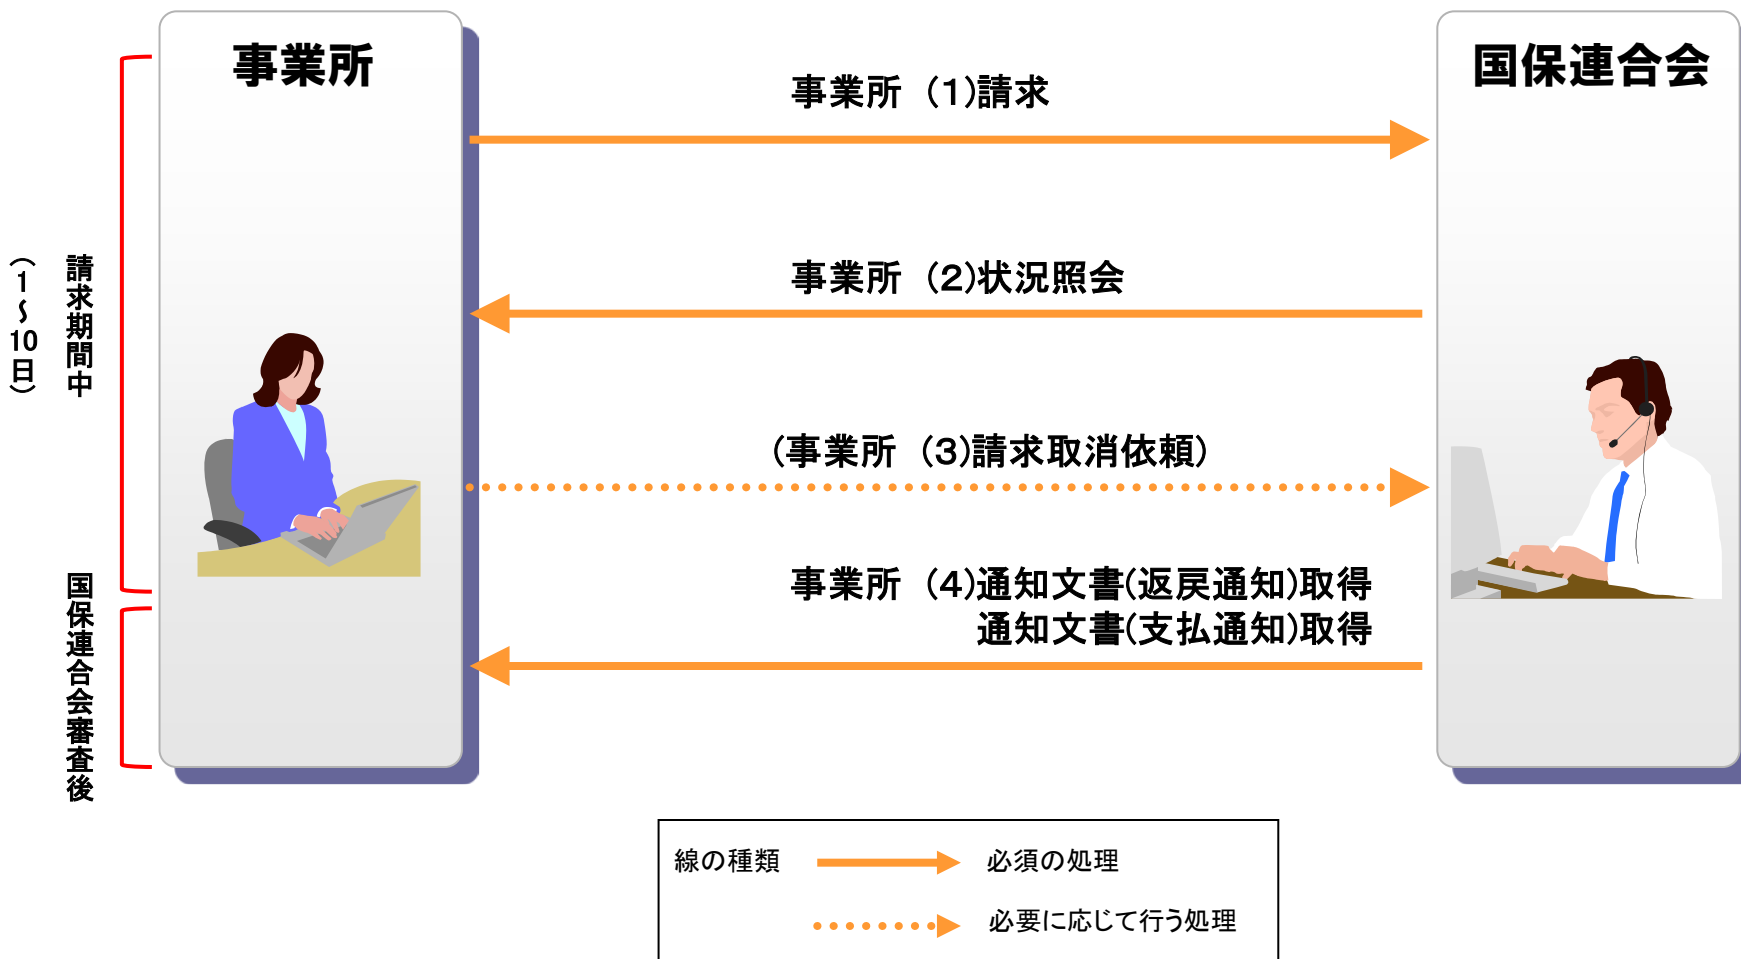 事業所
国保連合会
事業所 (1)請求
事業所 (2)状況照会
(事業所 (3)請求取消依頼)
事業所 (4)通知文書(返戻通知)取得
通知文書(支払通知)取得
請求期間中
(1~10日)
国保連合会審査後
線の種類 必須の処理
必要に応じて行う処理